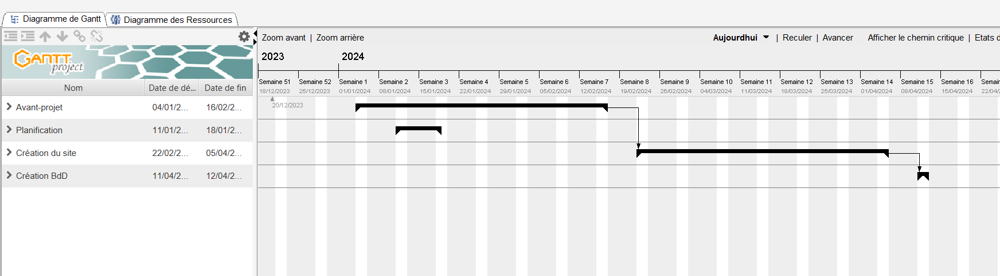 Diagramme de Gantt Diagramme des Ressources
Zoom avant | Zoom arrière Aujourdhui | Reculer | Avancer Afficher le chemin critique | Etats d
GANTT project
2023 2024
Semaine 51 Semaine 52 Semaine 1 Semaine 2 Semaine 3 Semaine 4 Semaine 5 Semaine 6 Semaine 7 Semaine 8 Semaine 9 Semaine 10 Semaine 11 Semaine 12 Semaine 13 Semaine 14 Semaine 15 Semaine 16 Semain
18/12/2023 25/12/2023 01/01/2024 08/01/2024 15/01/2024 22/01/2024 29/01/2024 05/02/2024 12/02/2024 19/02/2024 26/02/2024 04/03/2024 11/03/2024 18/03/2024 25/03/2024 01/04/2024 08/04/2024 15/04/2024 22/04/
Nom Date de dé... Date de fin
20/12/2023
Avant-projet 04/01/2... 16/02/2...
Planification 11/01/2... 18/01/2...
Création du site 22/02/2... 05/04/2...
Création BdD 11/04/2... 12/04/2...